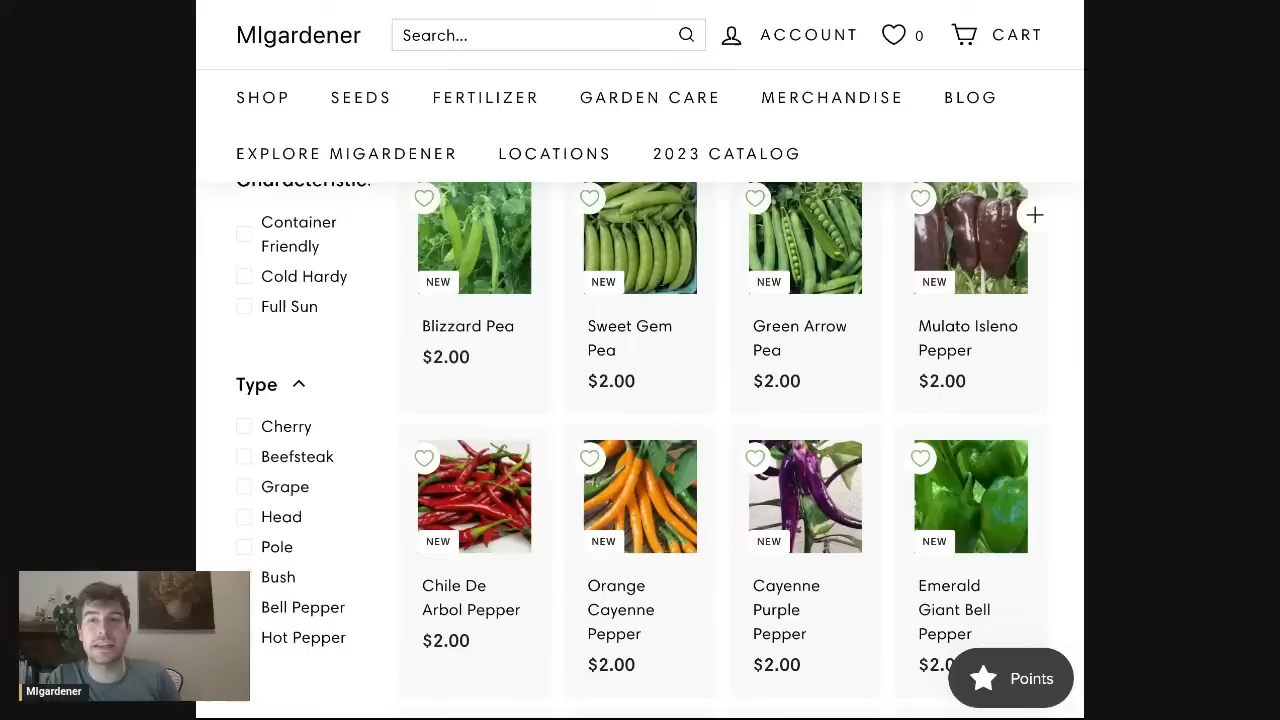 MIgardener
Search...
ACCOUNT
0
CART
SHOP
SEEDS
FERTILIZER
GARDEN CARE
MERCHANDISE
BLOG
EXPLORE MIGARDENER
LOCATIONS
2023 CATALOG
Characteristic
Container
Friendly
Cold Hardy
Full Sun
Type
Cherry
Beefsteak
Grape
Head
Pole
Bush
Bell Pepper
Hot Pepper
NEW
Blizzard Pea
$2.00
NEW
Sweet Gem
Pea
$2.00
NEW
Green Arrow
Pea
$2.00
NEW
Mulato Isleno
Pepper
$2.00
NEW
Chile De
Arbol Pepper
$2.00
NEW
Orange
Cayenne
Pepper
$2.00
NEW
Cayenne
Purple
Pepper
$2.00
NEW
Emerald
Giant Bell
Pepper
$2.0
Points
MIgardener